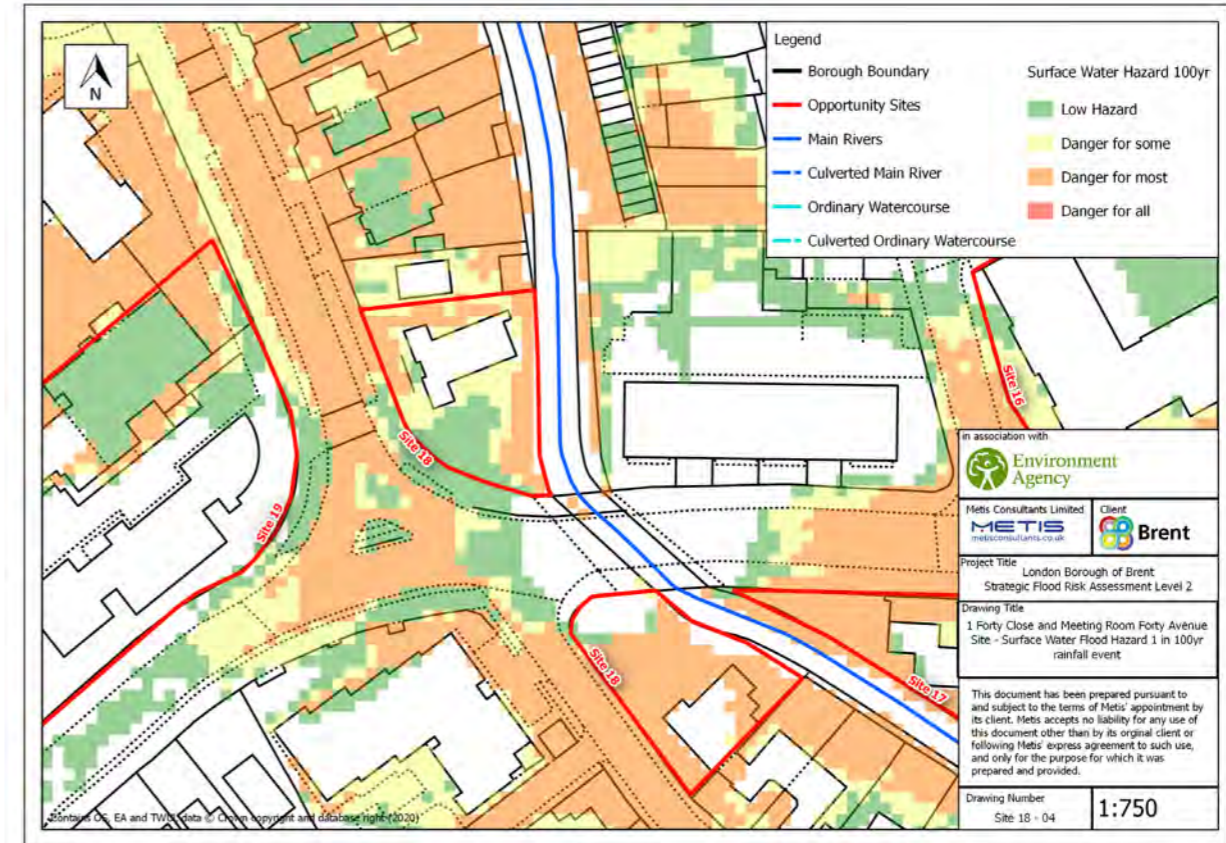 N
Legend
Borough Boundary
Opportunity Sites
Main Rivers
Culverted Main River
Ordinary Watercourse
Culverted Ordinary Watercourse
Surface Water Hazard 100yr
Low Hazard
Danger for some
Danger for most
Danger for all
Site 16
Site 18
Site 19
Site 18
Site 17
in association with
Environment
Agency
Metis Consultants Limited
METIS
metisconsultants.co.uk
Client
Brent
Project Title
London Borough of Brent
Strategic Flood Risk Assessment Level 2
Drawing Title
1 Forty Close and Meeting Room Forty Avenue
Site - Surface Water Flood Hazard 1 in 100yr
rainfall event
This document has been prepared pursuant to
and subject to the terms of Metis' appointment by
its client. Metis accepts no liability for any use of
this document other than by its orginal client or
following Metis' express agreement to such use,
and only for the purpose for which it was
prepared and provided.
Drawing Number
Site 18 - 04
1:750
Contains OS, EA and TWUL data © Crown copyright and database right (2020)